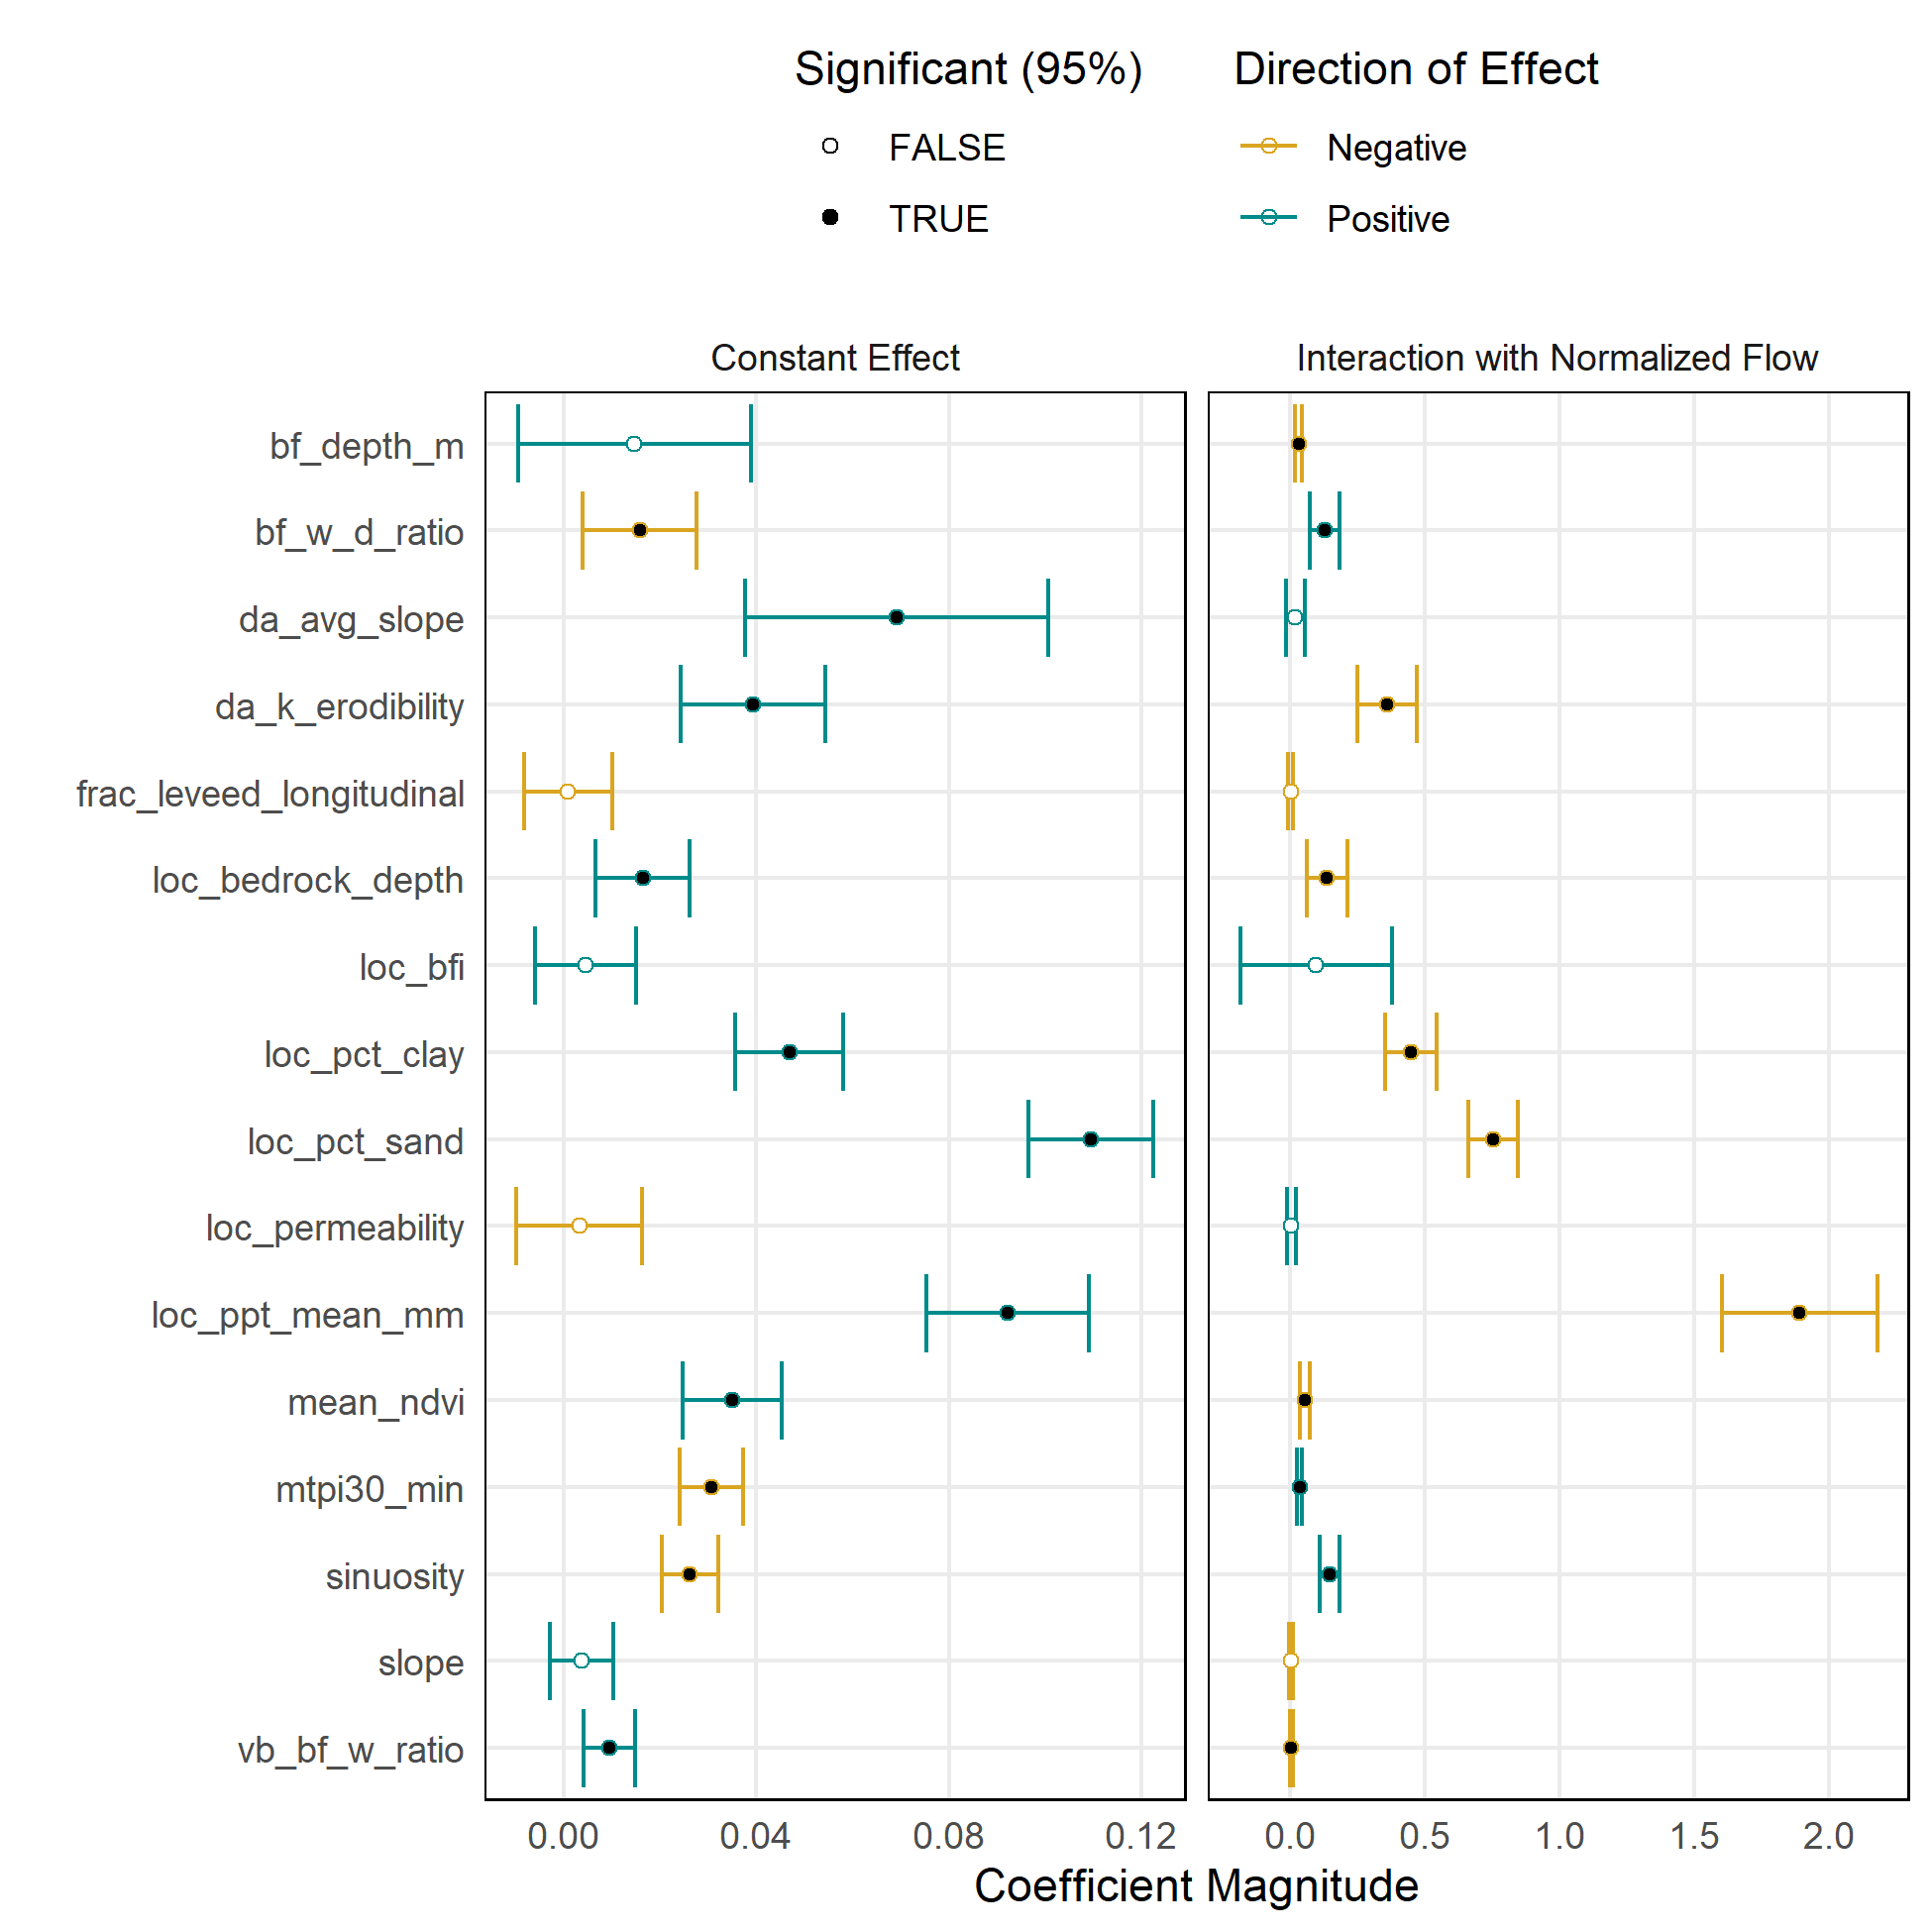 Significant (95%)
FALSE
TRUE
Direction of Effect
Negative
Positive
Constant Effect
Interaction with Normalized Flow
bf_depth_m
bf_w_d_ratio
da_avg_slope
da_k_erodibility
frac_leveed_longitudinal
loc_bedrock_depth
loc_bfi
loc_pct_clay
loc_pct_sand
loc_permeability
loc_ppt_mean_mm
mean_ndvi
mtpi30_min
sinuosity
slope
vb_bf_w_ratio
0.00 0.04 0.08 0.12
0.0 0.5 1.0 1.5 2.0
Coefficient Magnitude